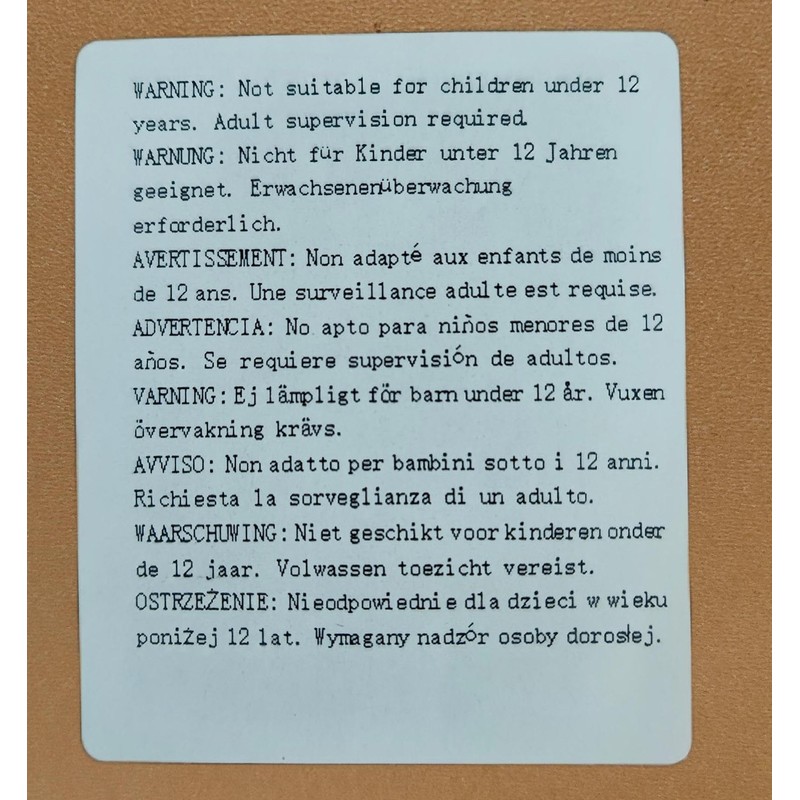 WARNING: Not suitable for children under 12
years. Adult supervision required.
WARNUNG: Nicht für Kinder unter 12 Jahren
geeignet. Erwachsenenüberwachung
erforderlich.
AVERTISSEMENT: Non adapté aux enfants de moins
de 12 ans. Une surveillance adulte est requise.
ADVERTENCIA: No apto para niños menores de 12
años. Se requiere supervisión de adultos.
VARNING: Ej lämpligt för barn under 12 år. Vuxen
övervakning krävs.
AVVISO: Non adatto per bambini sotto i 12 anni.
Richiesta la sorveglianza di un adulto.
WAARSCHUWING: Niet geschikt voor kinderen onder
de 12 jaar. Volwassen toezicht vereist.
OSTRZEŻENIE: Nieodpowiednie dla dzieci w wieku
poniżej 12 lat. Wymagany nadzór osoby dorosłej.